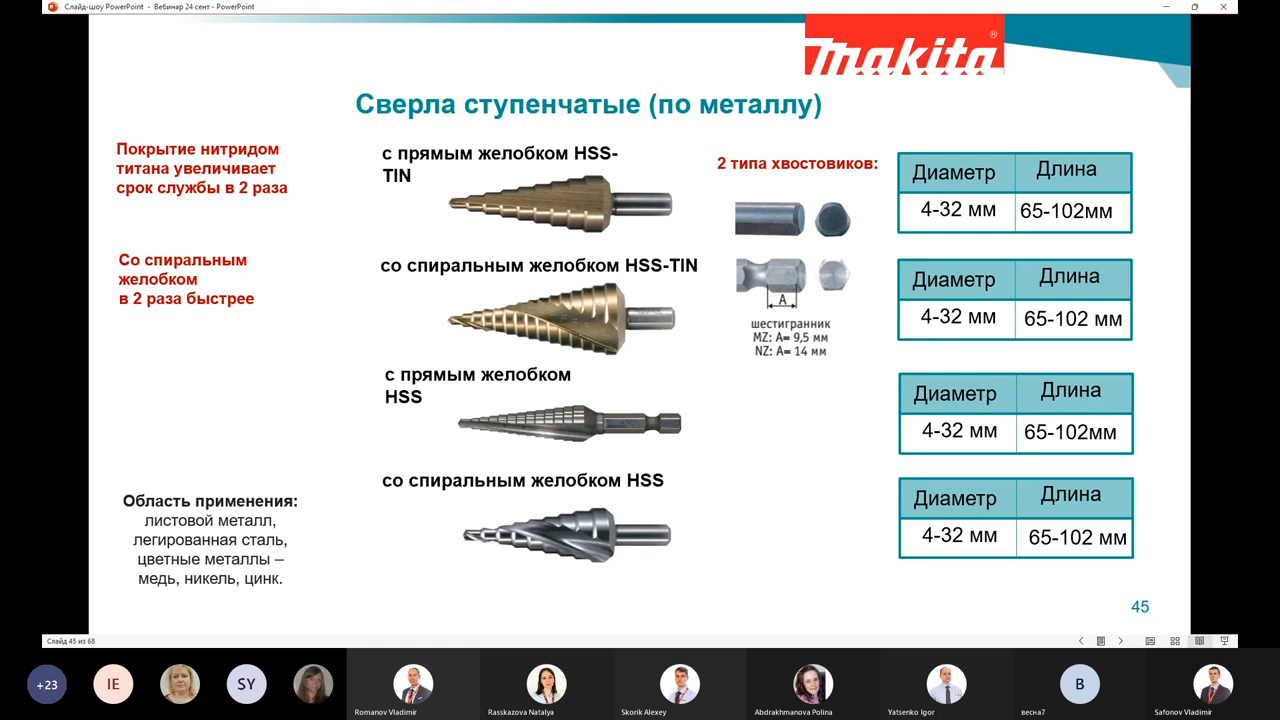 Слайд-шоу PowerPoint - Вебинар 24 сент - PowerPoint
makita®
Сверла ступенчатые (по металлу)
Покрытие нитридом
титана увеличивает
срок службы в 2 раза
с прямым желобком HSS-
TIN
2 типа хвостовиков:
Диаметр Длина
4-32 мм 65-102мм
Со спиральным
желобком
в 2 раза быстрее
со спиральным желобком HSS-TIN
A
шестигранник
MZ: A= 9,5 мм
NZ: A= 14 мм
Диаметр Длина
4-32 мм 65-102 мм
с прямым желобком
HSS
Диаметр Длина
4-32 мм 65-102мм
со спиральным желобком HSS
Диаметр Длина
4-32 мм 65-102 мм
Область применения:
листовой металл,
легированная сталь,
цветные металлы –
медь, никель, цинк.
45
Слайд 45 из 68
+23
IE
SY
B
Romanov Vladimir
Rasskazova Natalya
Skorik Alexey
Abdrakhmanova Polina
Yatsenko Igor
весна7
Safonov Vladimir